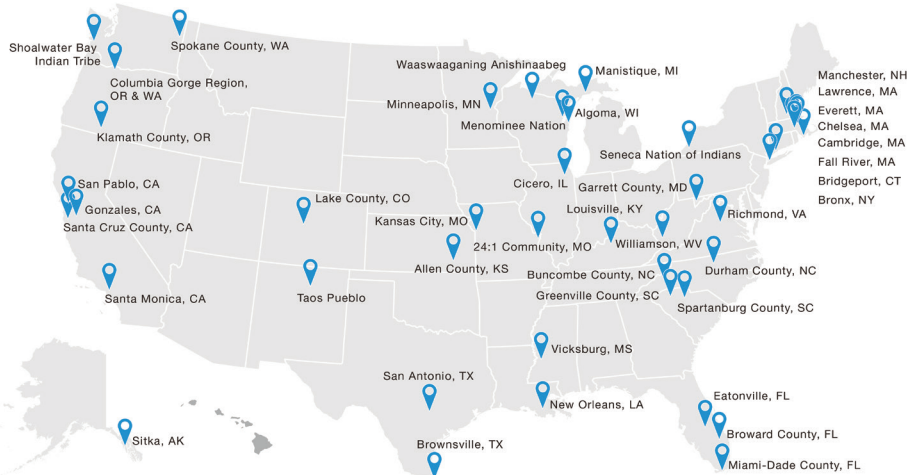 Shoalwater Bay
Indian Tribe
Spokane County, WA
Columbia Gorge Region,
OR & WA
Klamath County, OR
San Pablo, CA
Gonzales, CA
Santa Cruz County, CA
Santa Monica, CA
Lake County, CO
Taos Pueblo
Waaswaaganing Anishinaabeg
Manistique, MI
Minneapolis, MN
Menominee Nation
Algoma, WI
Cicero, IL
Kansas City, MO
24:1 Community, MO
Allen County, KS
Seneca Nation of Indians
Garrett County, MD
Louisville, KY
Williamson, WV
Richmond, VA
Buncombe County, NC
Durham County, NC
Greenville County, SC
Spartanburg County, SC
Manchester, NH
Lawrence, MA
Everett, MA
Chelsea, MA
Cambridge, MA
Fall River, MA
Bridgeport, CT
Bronx, NY
Vicksburg, MS
San Antonio, TX
New Orleans, LA
Brownsville, TX
Eatonville, FL
Broward County, FL
Miami-Dade County, FL
Sitka, AK